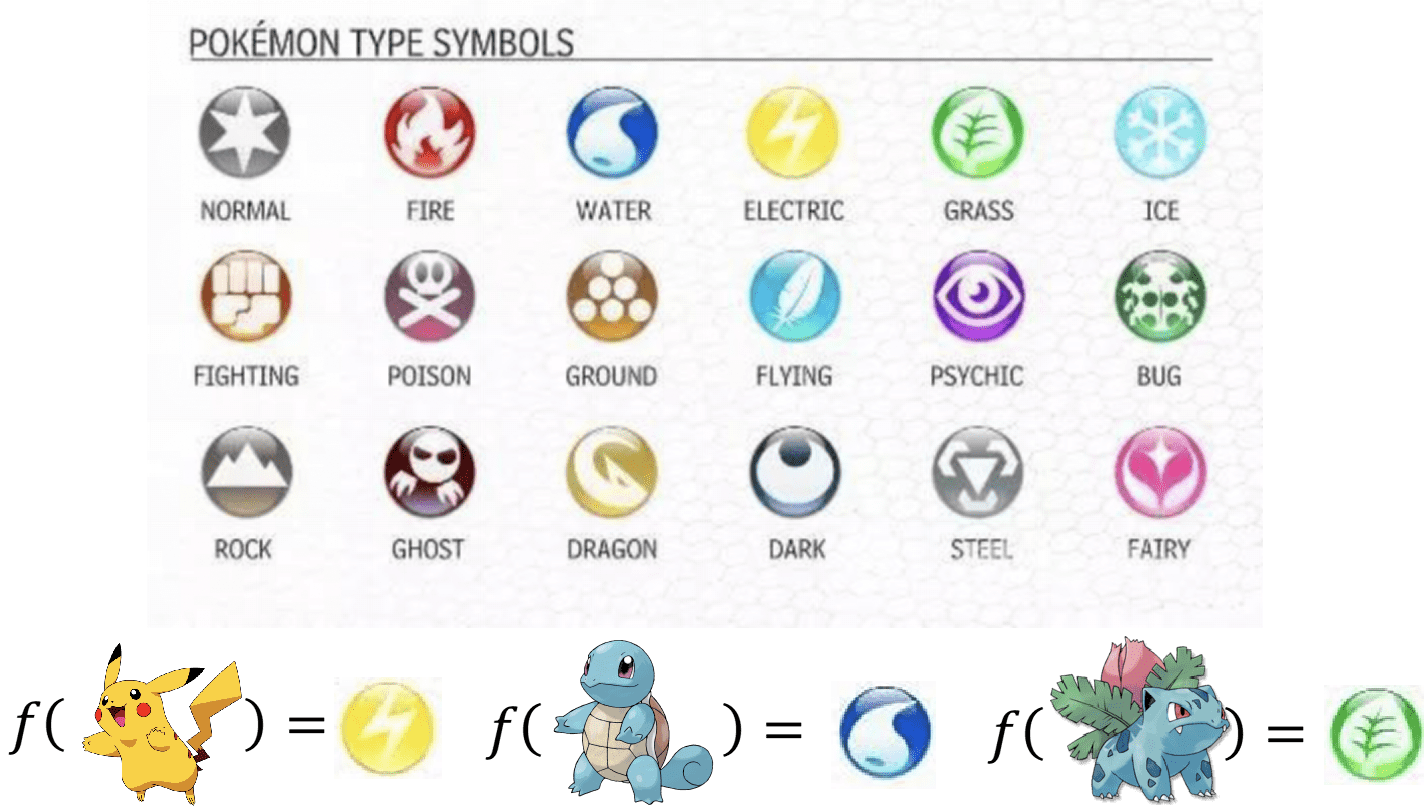 POKÉMON TYPE SYMBOLS
NORMAL FIRE WATER ELECTRIC GRASS ICE
FIGHTING POISON GROUND FLYING PSYCHIC BUG
ROCK GHOST DRAGON DARK STEEL FAIRY
f( ) = f( ) = f( ) =